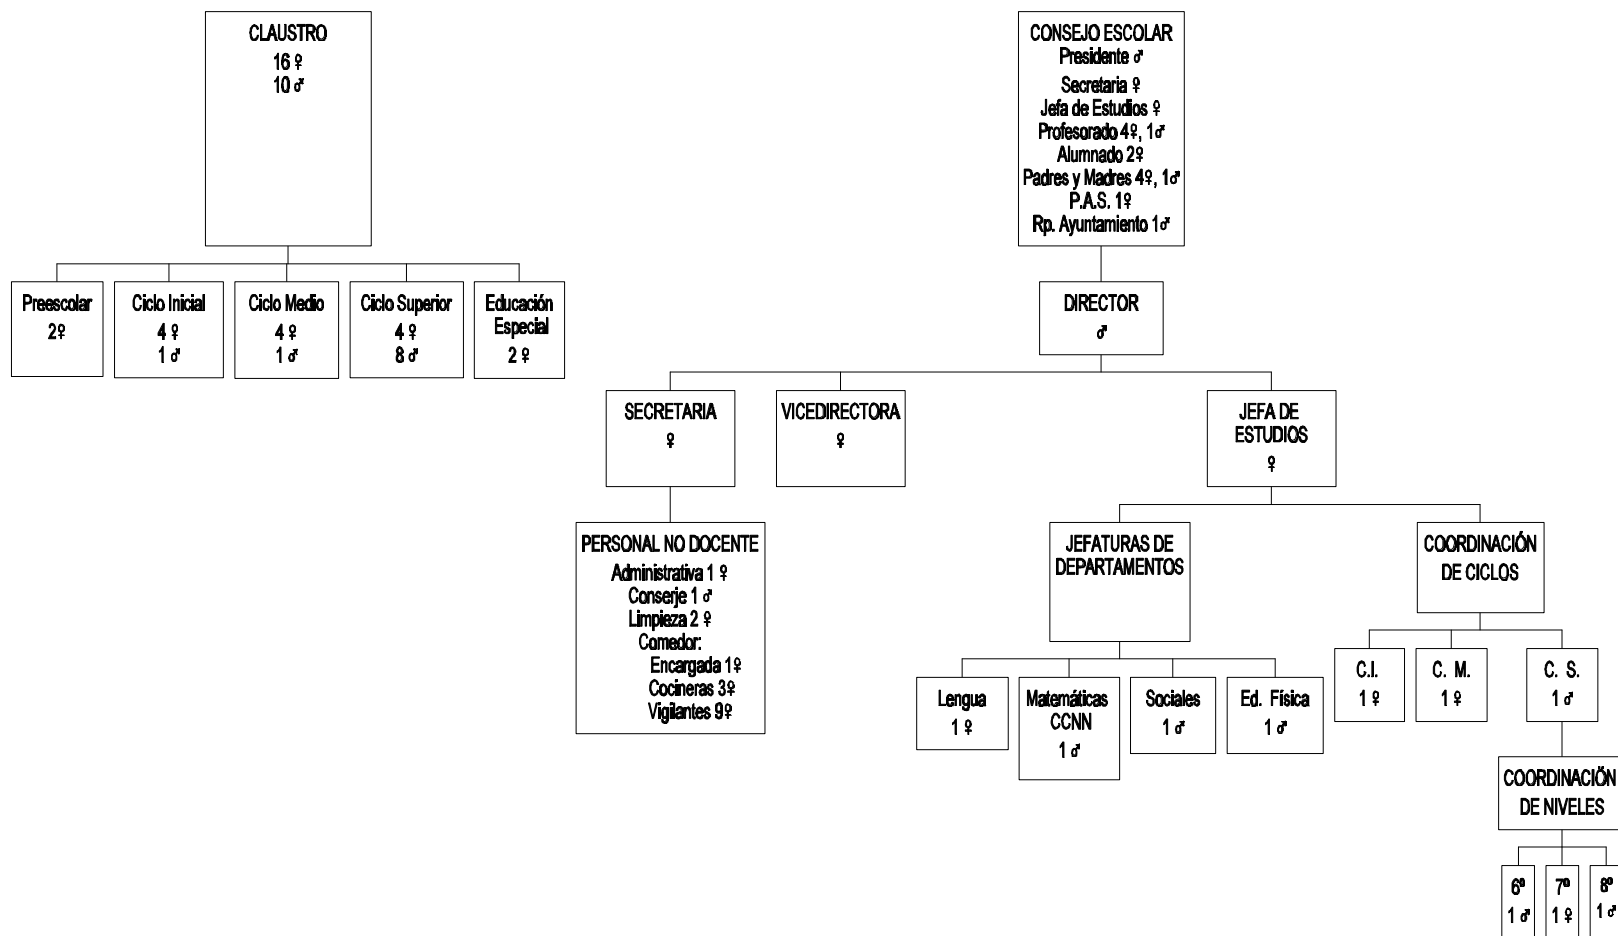 CLAUSTRO
16 ♀
10 ♂
Preescolar
2♀
Ciclo Inicial
4 ♀
1 ♂
Ciclo Medio
4 ♀
1 ♂
Ciclo Superior
4 ♀
8 ♂
Educación
Especial
2 ♀
CONSEJO ESCOLAR
Presidente ♂
Secretaria ♀
Jefa de Estudios ♀
Profesorado 4♀, 1♂
Alumnado 2♀
Padres y Madres 4♀, 1♂
P.A.S. 1♀
Rp. Ayuntamiento 1♂
DIRECTOR
♂
SECRETARIA
♀
VICEDIRECTORA
♀
JEFA DE
ESTUDIOS
♀
PERSONAL NO DOCENTE
Administrativa 1 ♀
Conserje 1 ♂
Limpieza 2 ♀
Comedor:
Encargada 1♀
Cocineras 3♀
Vigilantes 9♀
JEFATURAS DE
DEPARTAMENTOS
Lengua
1 ♀
Matemáticas
CCNN
1 ♂
Sociales
1 ♂
Ed. Física
1 ♂
COORDINACIÓN
DE CICLOS
C.I.
1 ♀
C. M.
1 ♀
C. S.
1 ♂
COORDINACIÖN
DE NIVELES
6º
1 ♂
7º
1 ♀
8º
1 ♂